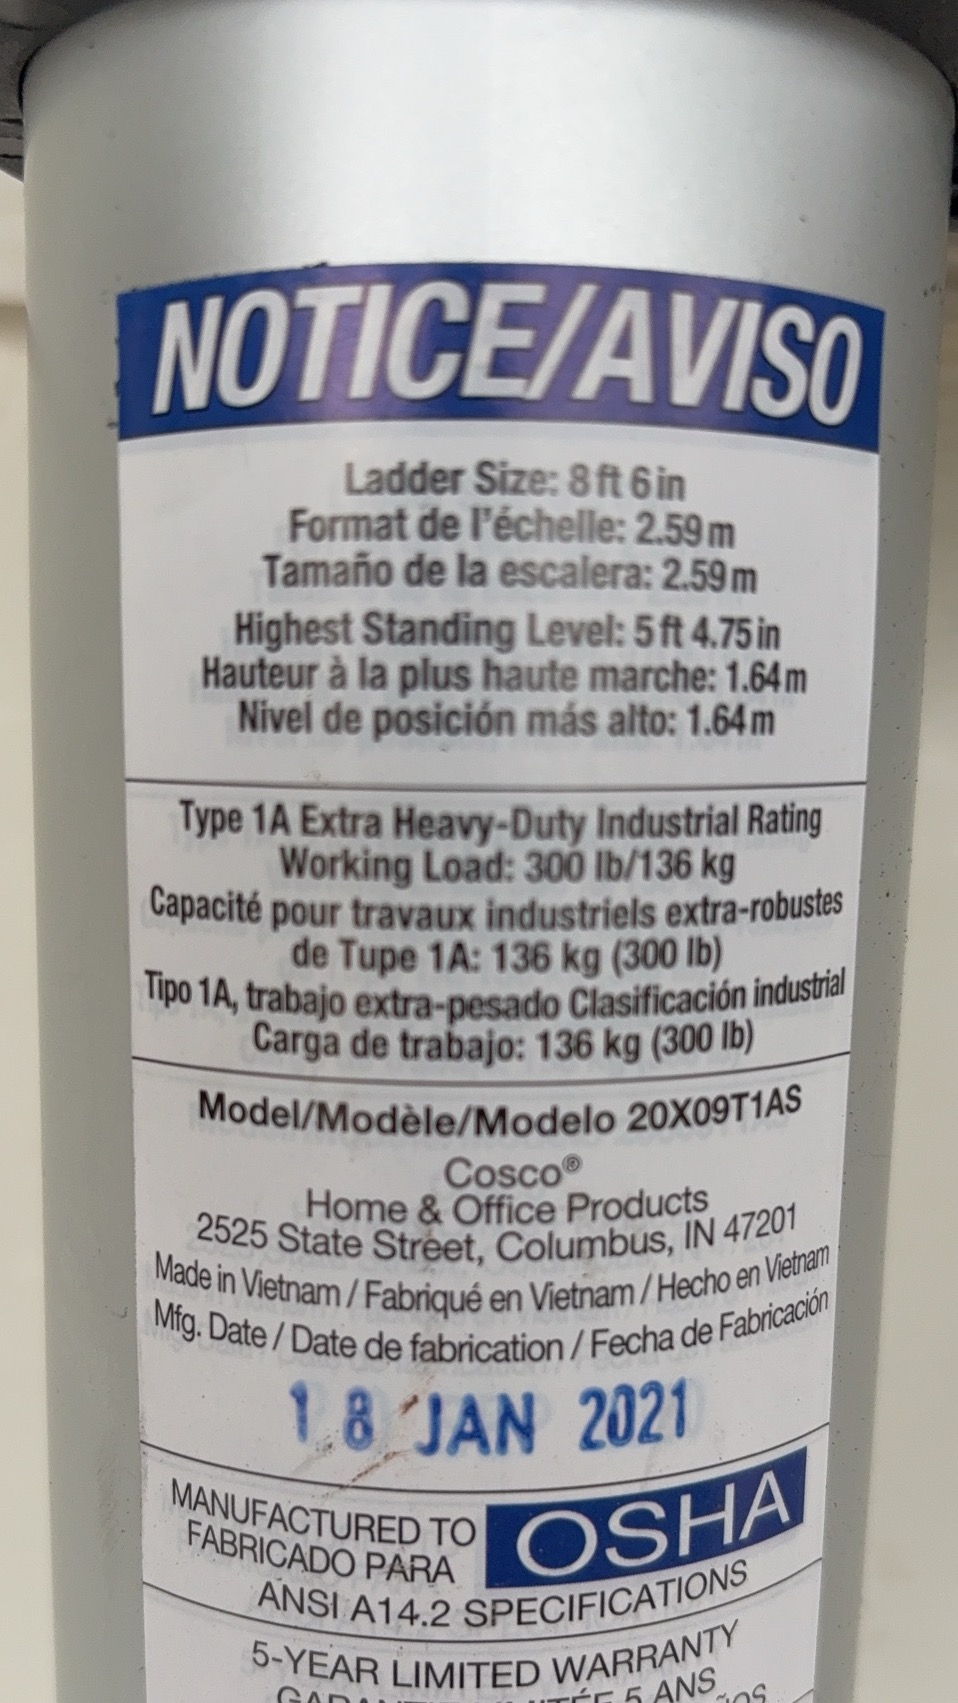 NOTICE/AVISO
Ladder Size: 8 ft 6 in
Format de l'échelle: 2.59 m
Tamaño de la escalera: 2.59 m
Highest Standing Level: 5 ft 4.75 in
Hauteur à la plus haute marche: 1.64 m
Nivel de posición más alto: 1.64 m
Type 1A Extra Heavy-Duty Industrial Rating
Working Load: 300 lb/136 kg
Capacité pour travaux industriels extra-robustes
de Tupe 1A: 136 kg (300 lb)
Tipo 1A, trabajo extra-pesado Clasificación industrial
Carga de trabajo: 136 kg (300 lb)
Model/Modèle/Modelo 20X09T1AS
Cosco®
Home & Office Products
2525 State Street, Columbus, IN 47201
Made in Vietnam / Fabriqué en Vietnam / Hecho en Vietnam
Mfg. Date / Date de fabrication / Fecha de Fabricación
18 JAN 2021
MANUFACTURED TO
FABRICADO PARA
OSHA
ANSI A14.2 SPECIFICATIONS
5-YEAR LIMITED WARRANTY
5 ANS